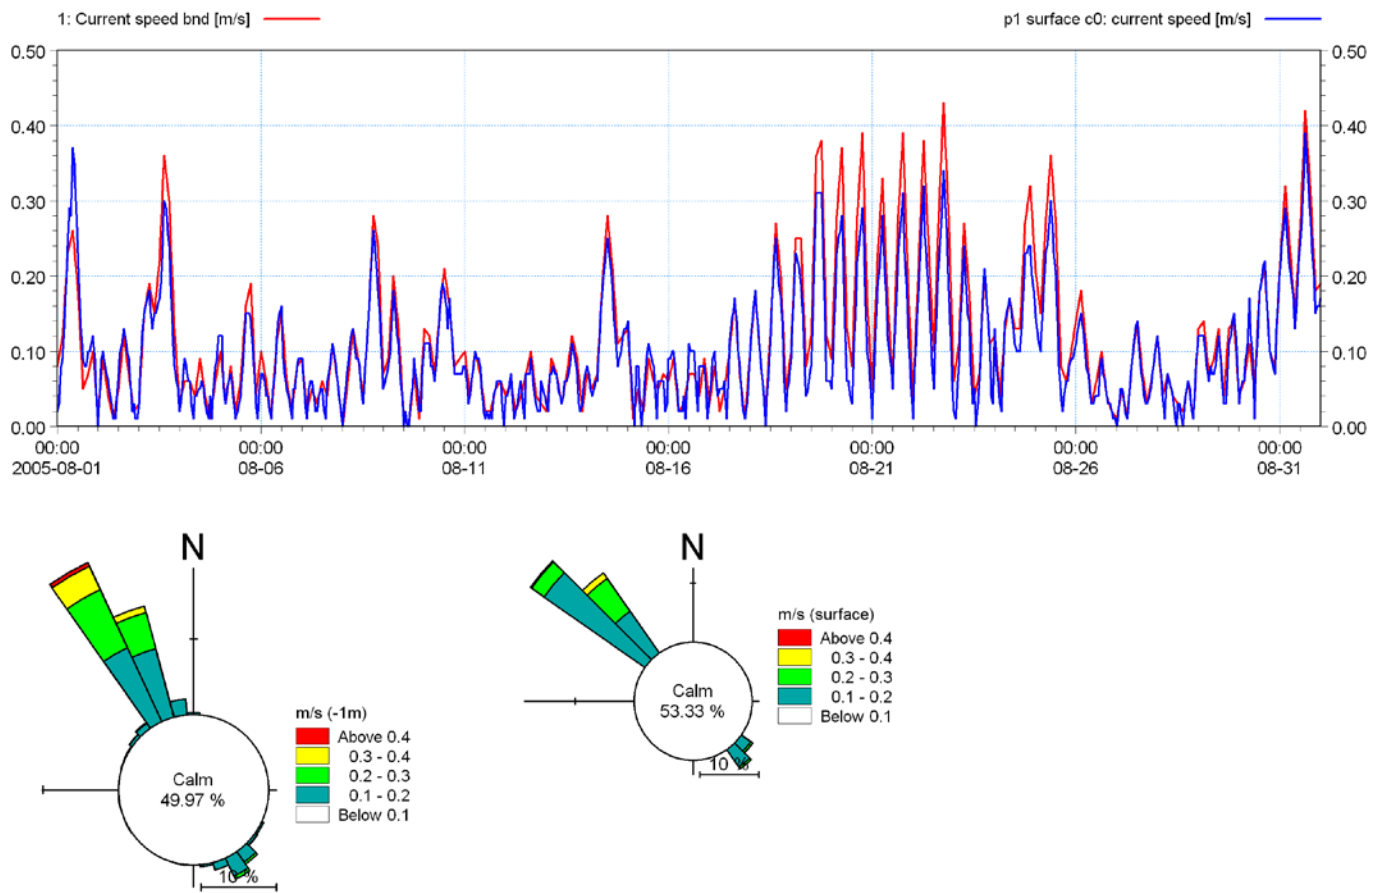 1: Current speed bnd [m/s]
p1 surface c0: current speed [m/s]
0.50 0.50
0.40 0.40
0.30 0.30
0.20 0.20
0.10 0.10
0.00 0.00
00:00 00:00 00:00 00:00 00:00 00:00 00:00
2005-08-01 08-06 08-11 08-16 08-21 08-26 08-31
N
Calm
49.97 %
10 %
m/s (-1m)
Above 0.4
0.3 - 0.4
0.2 - 0.3
0.1 - 0.2
Below 0.1
N
Calm
53.33 %
10 %
m/s (surface)
Above 0.4
0.3 - 0.4
0.2 - 0.3
0.1 - 0.2
Below 0.1